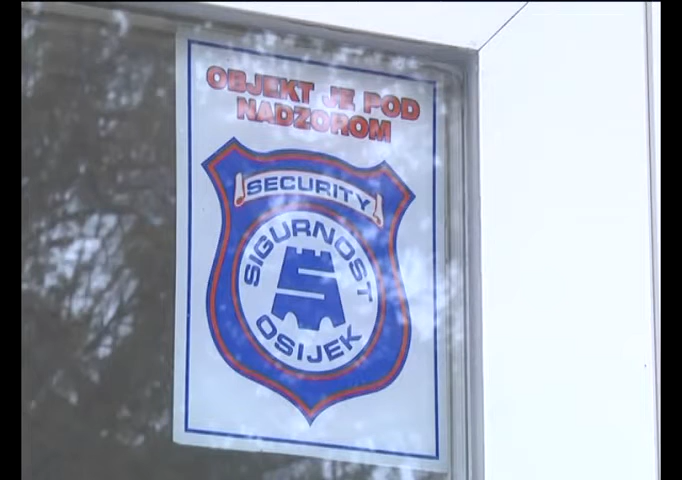 OBJEKT JE POD
NADZOROM
SECURITY
SIGURNOST
OSIJEK